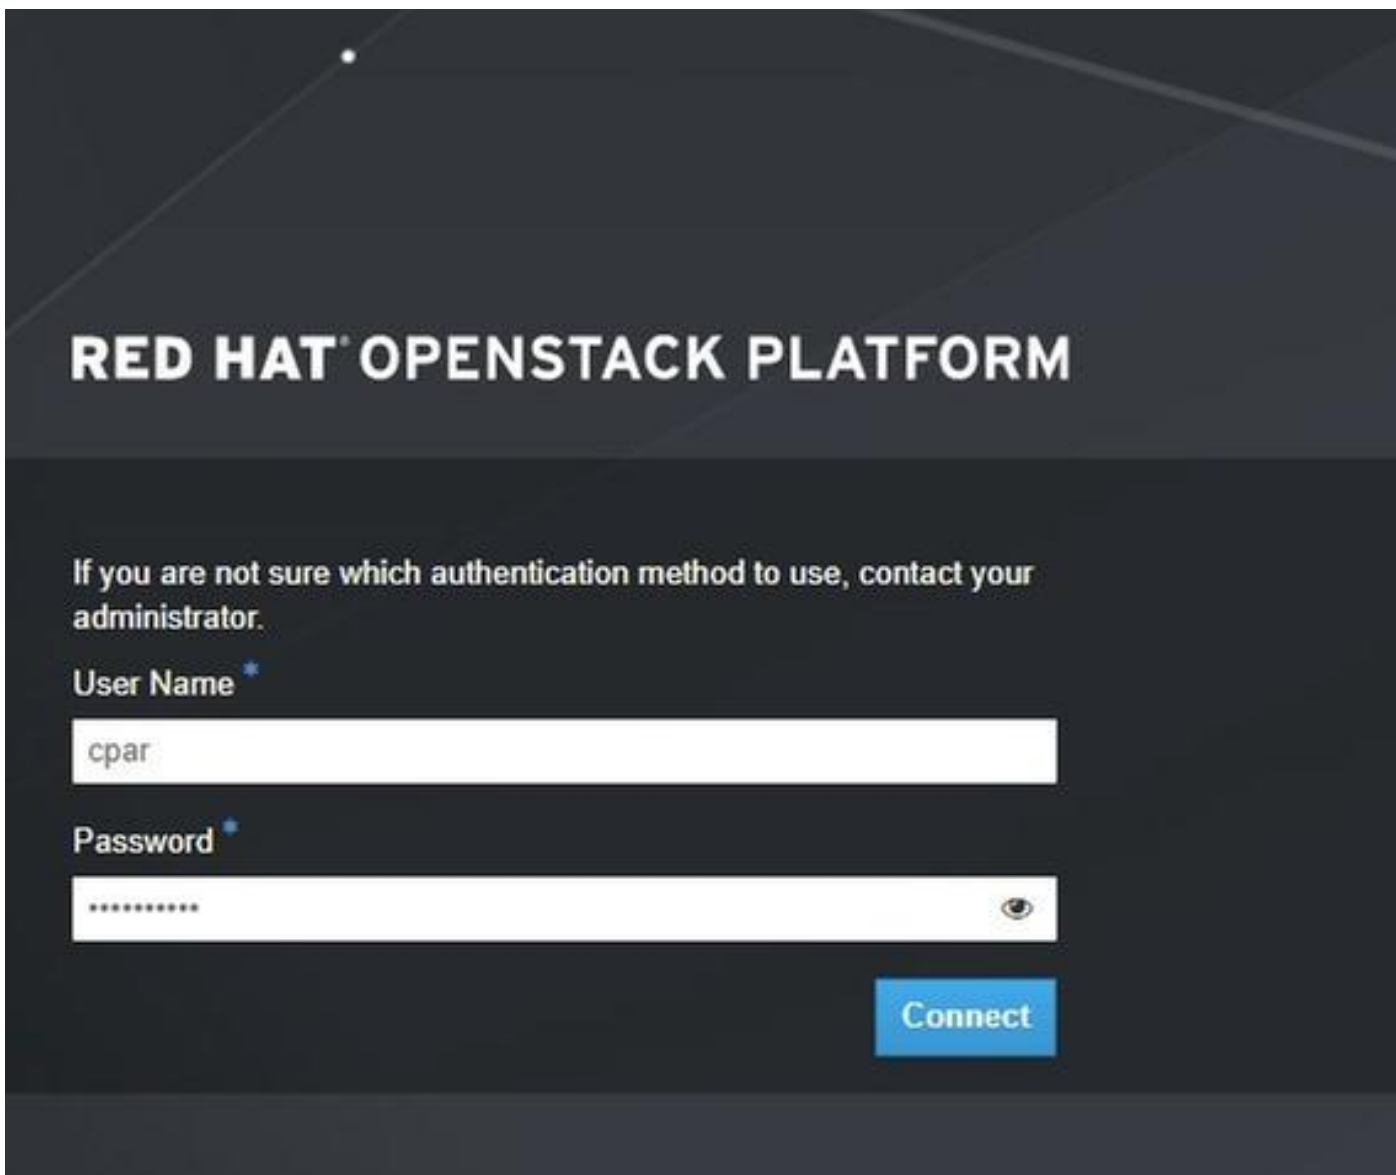 RED HAT® OPENSTACK PLATFORM
If you are not sure which authentication method to use, contact your
administrator.
User Name *
cpar
Password *
••••••••••
Connect